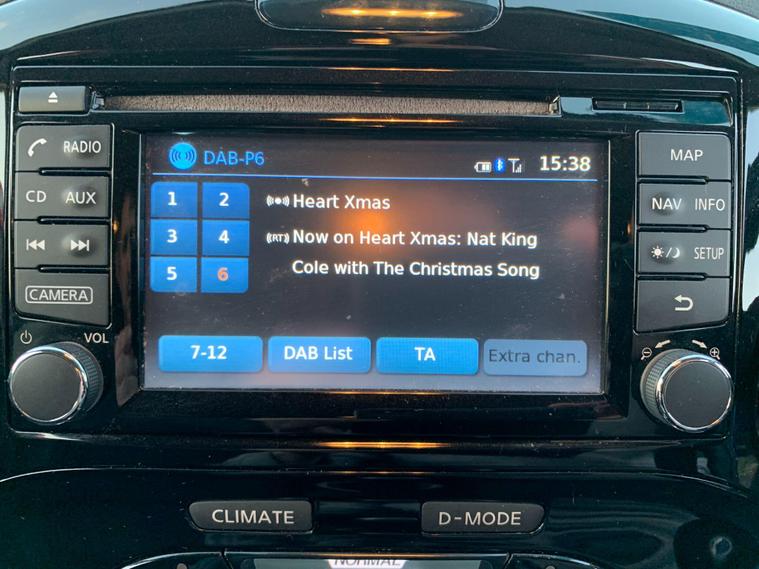 DAB-P6
15:38
RADIO
MAP
1 2 Heart Xmas
CD AUX
NAV INFO
3 4 (RT) Now on Heart Xmas: Nat King
SETUP
5 6 Cole with The Christmas Song
CAMERA
VOL
7-12 DAB List TA Extra chan.
CLIMATE
D-MODE
NORMAL